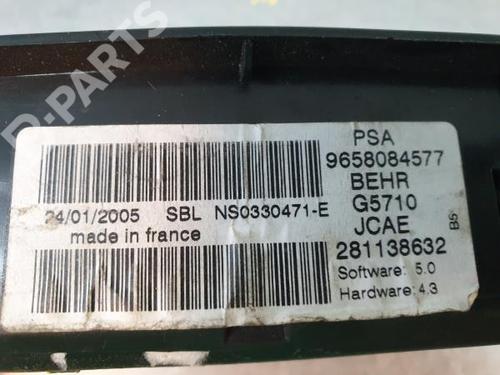 B-PARTS
PSA
9658084577
BEHR
G5710
JCAE
281138632
Software: 5.0
Hardware: 4.3
B5
24/01/2005 SBL NS0330471-E
made in france